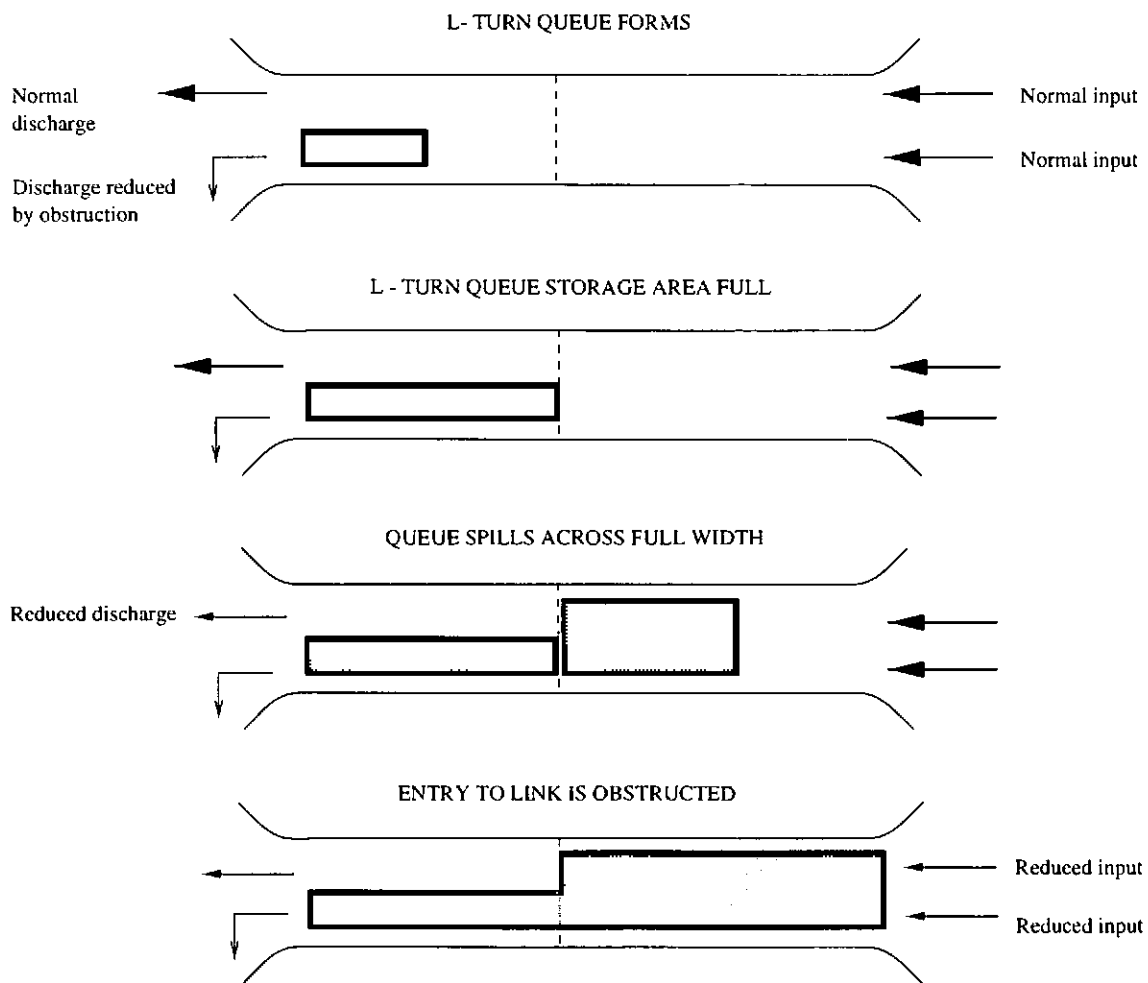 L- TURN QUEUE FORMS
Normal
discharge
Normal input
Normal input
Discharge reduced
by obstruction
L - TURN QUEUE STORAGE AREA FULL
QUEUE SPILLS ACROSS FULL WIDTH
Reduced discharge
ENTRY TO LINK iS OBSTRUCTED
Reduced input
Reduced input